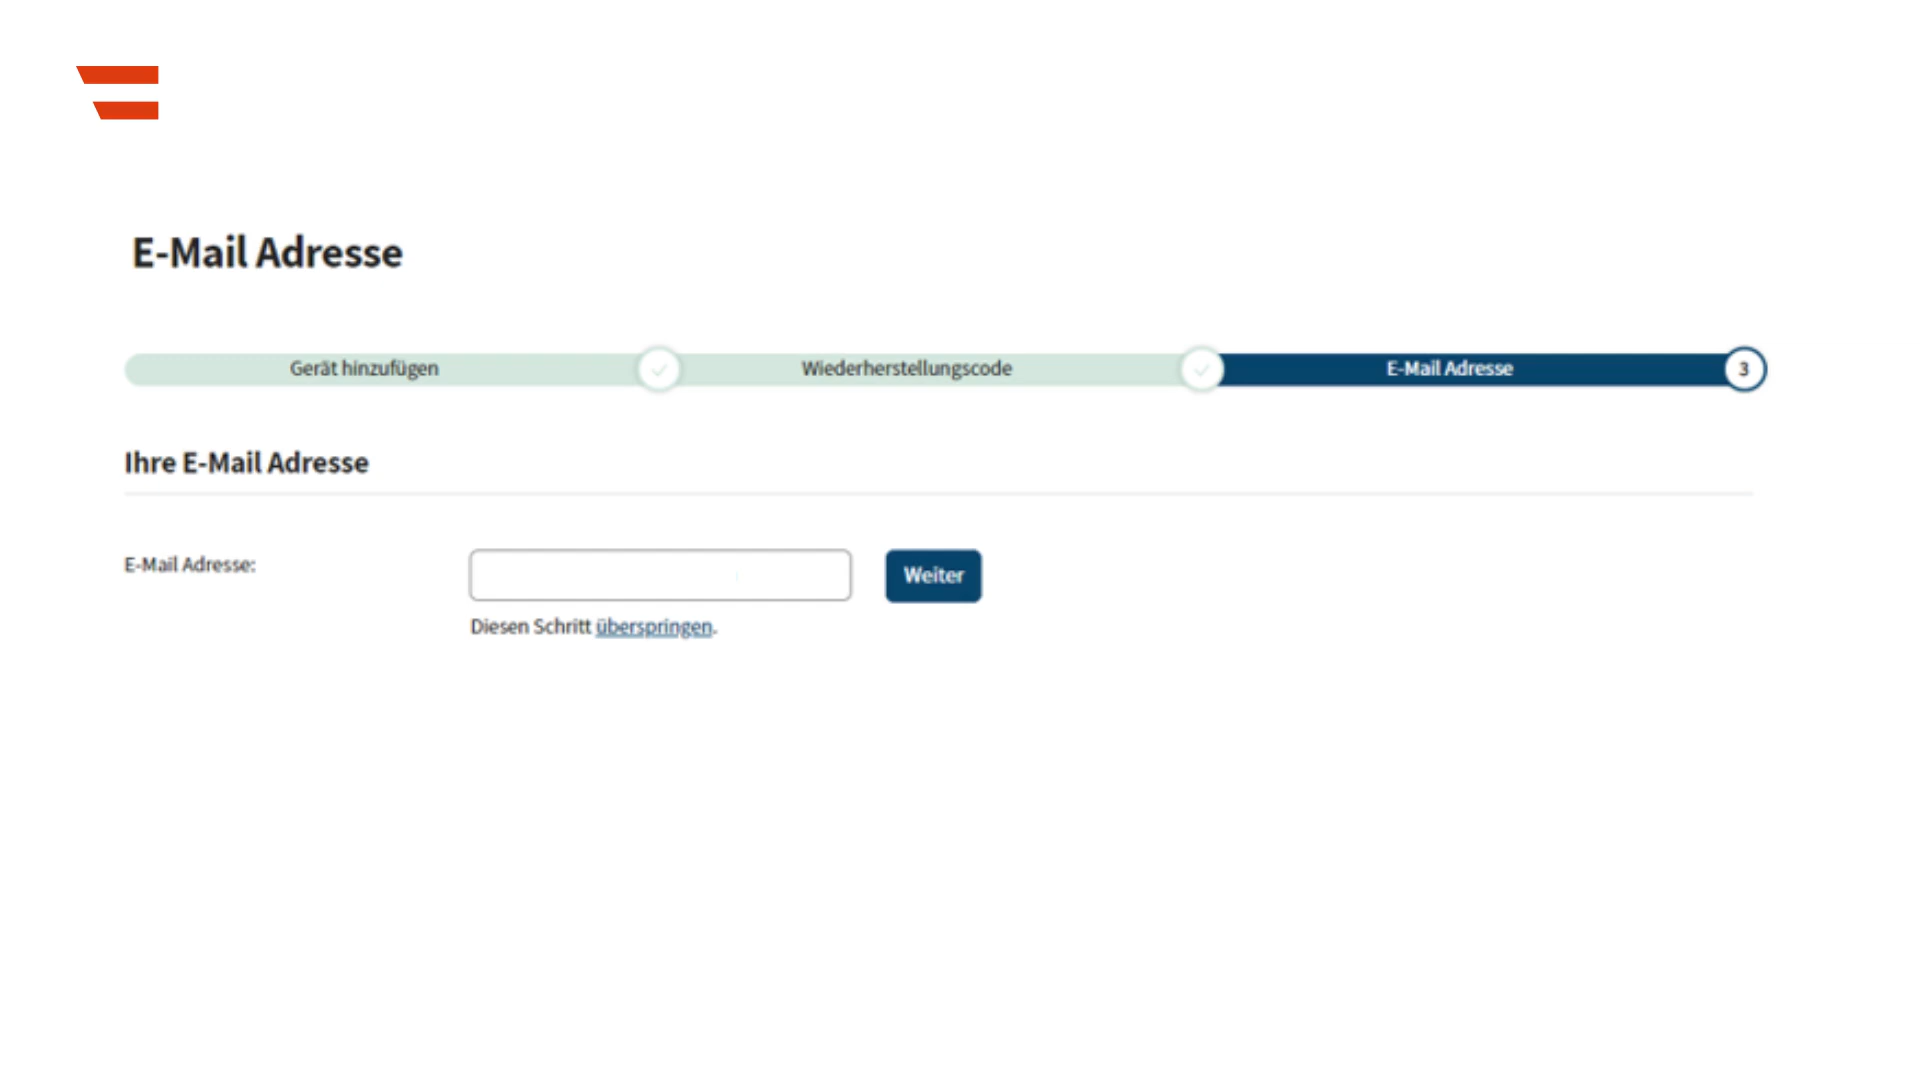 E-Mail Adresse
Gerät hinzufügen
Wiederherstellungscode
E-Mail Adresse
3
Ihre E-Mail Adresse
E-Mail Adresse:
Weiter
Diesen Schritt überspringen.